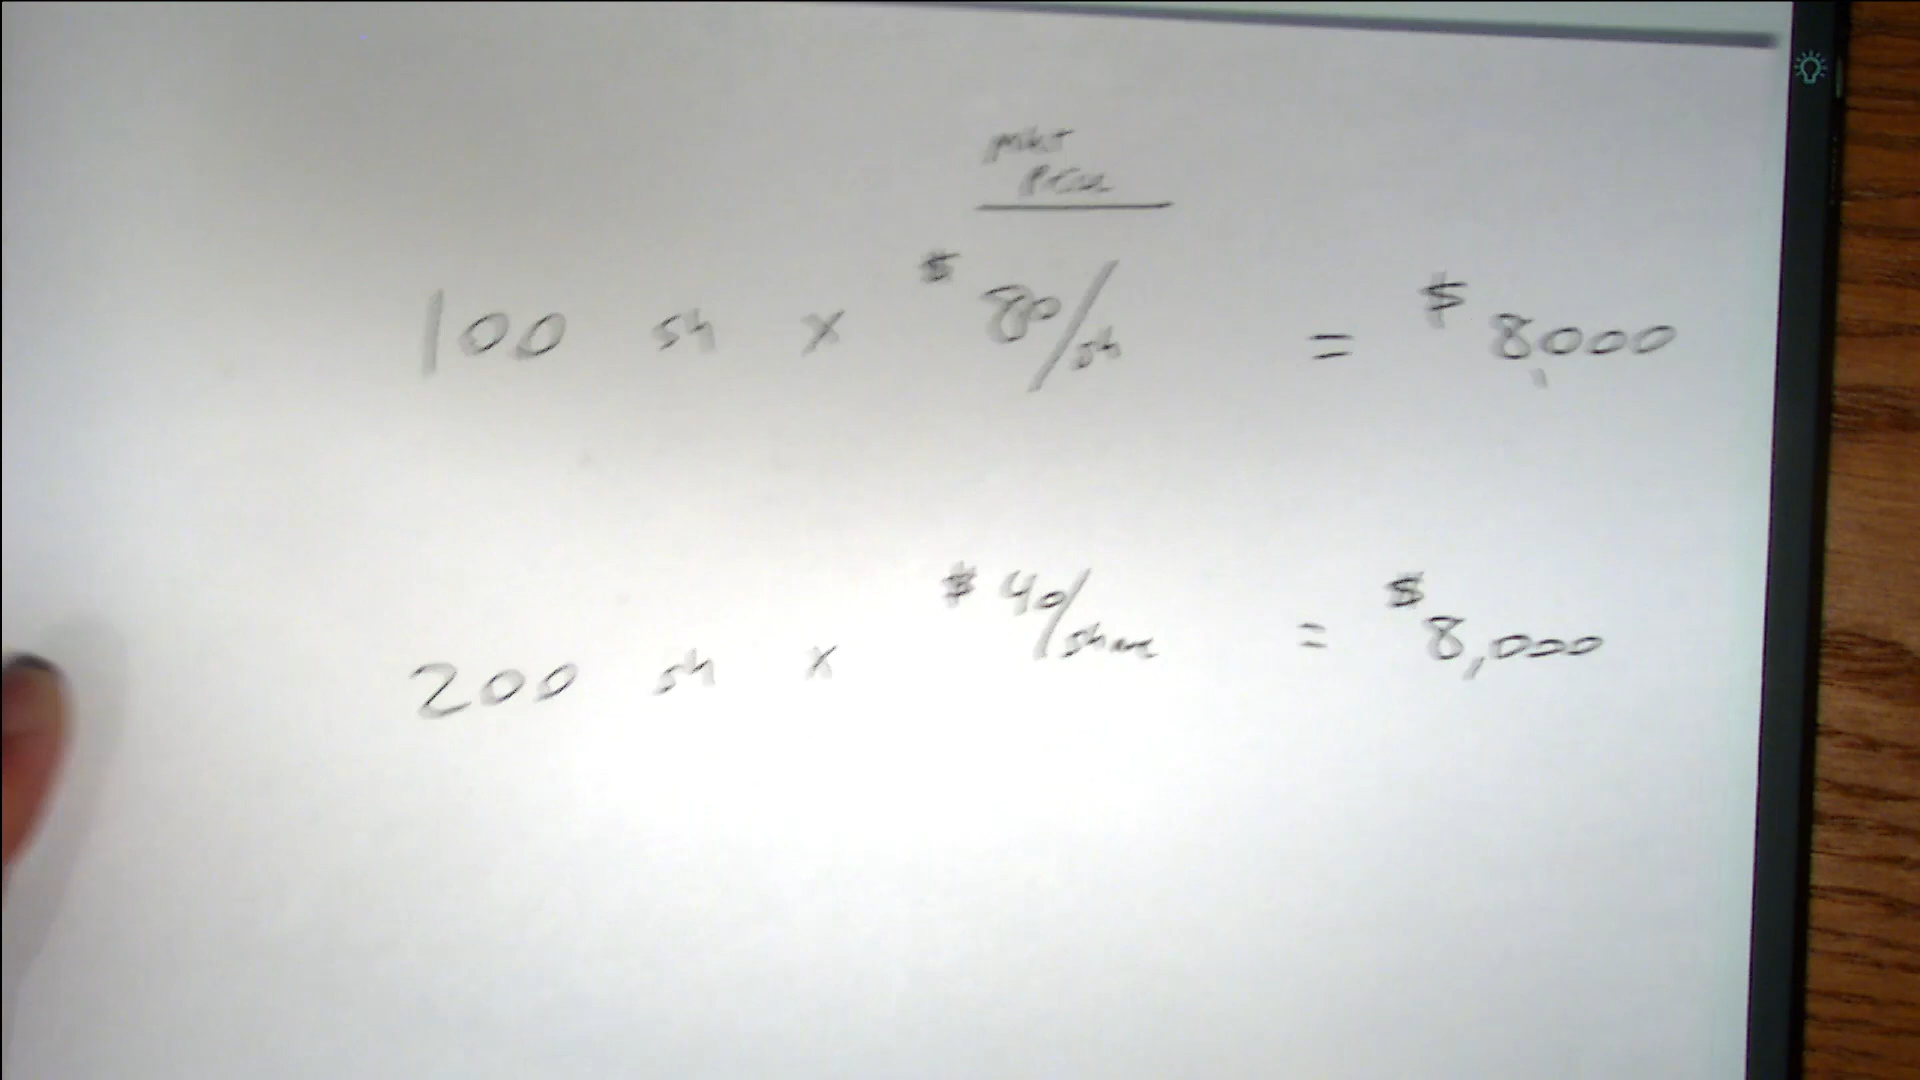 mkt
Price
100 sh x $80/sh = $8,000
200 sh x $40/share = $8,000